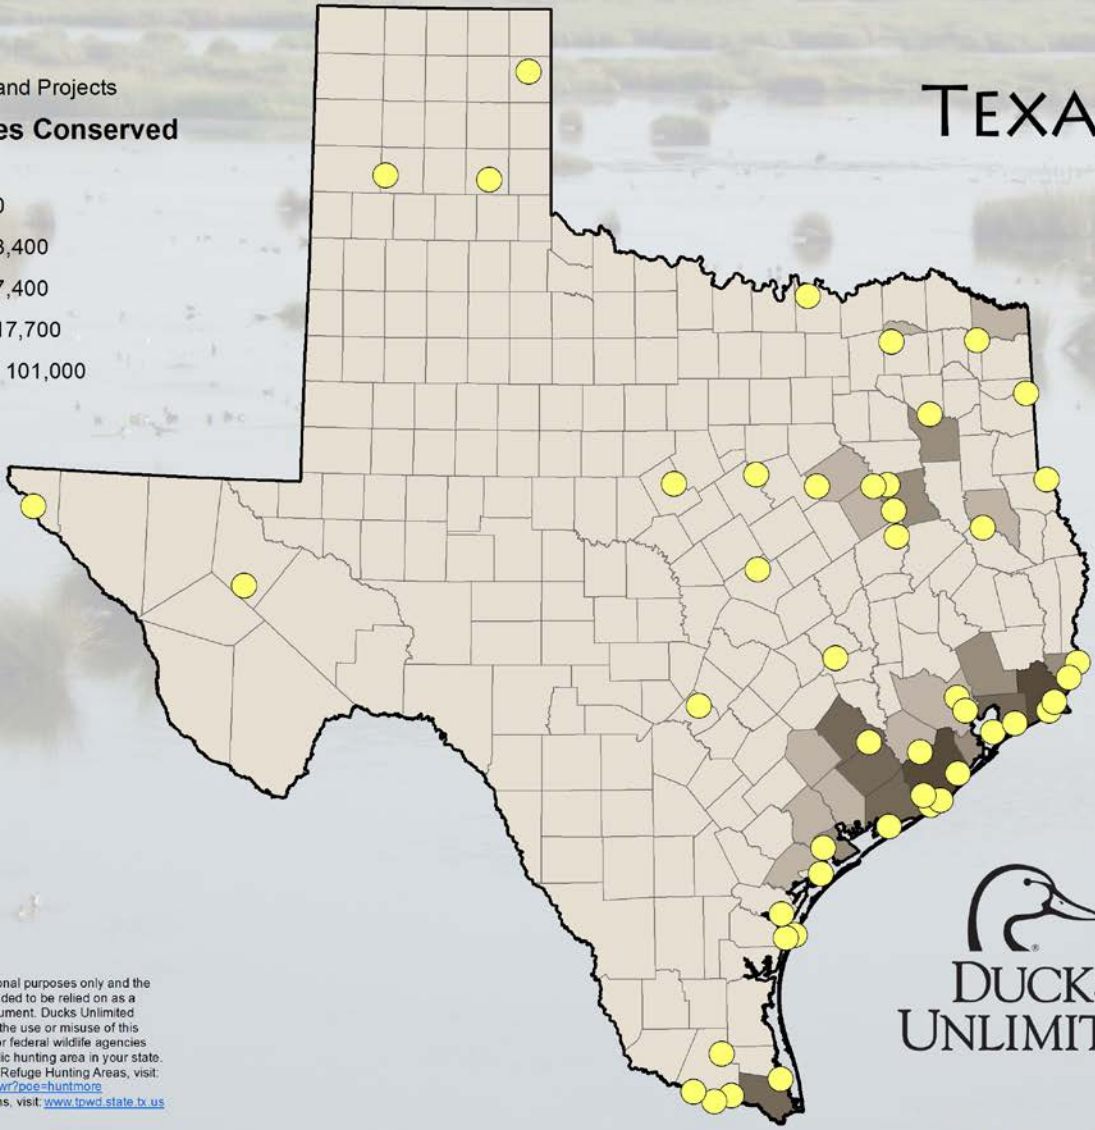 and Projects
es Conserved
TEXA
0
3,400
7,400
17,700
101,000
onal purposes only and the
ded to be relied on as a
ument. Ducks Unlimited
the use or misuse of this
or federal wildlife agencies
lic hunting area in your state.
Refuge Hunting Areas, visit:
wr?poe=huntmore
ns, visit: www.tpwd.state.tx.us
DUCKS
UNLIMIT
®